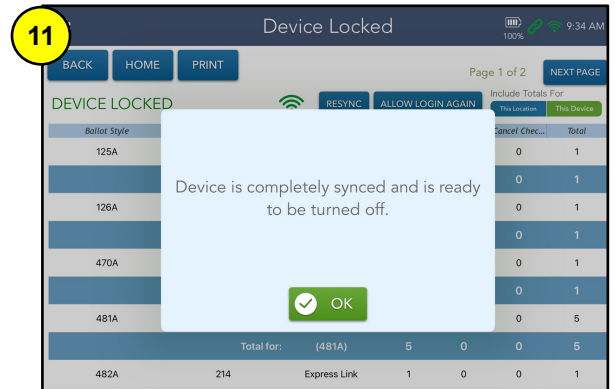 11
Device Locked
100%
9:34 AM
BACK HOME PRINT
Page 1 of 2 NEXT PAGE
DEVICE LOCKED
RESYNC ALLOW LOGIN AGAIN
Include Totals For
This Location This Device
Ballot Style Cancel Chec... Total
125A 0 1
0 1
126A 0 1
0 1
470A 0 1
0 1
481A 0 5
Device is completely synced and is ready
to be turned off.
OK
Total for: (481A) 5 0 0 5
482A 214 Express Link 1 0 0 1